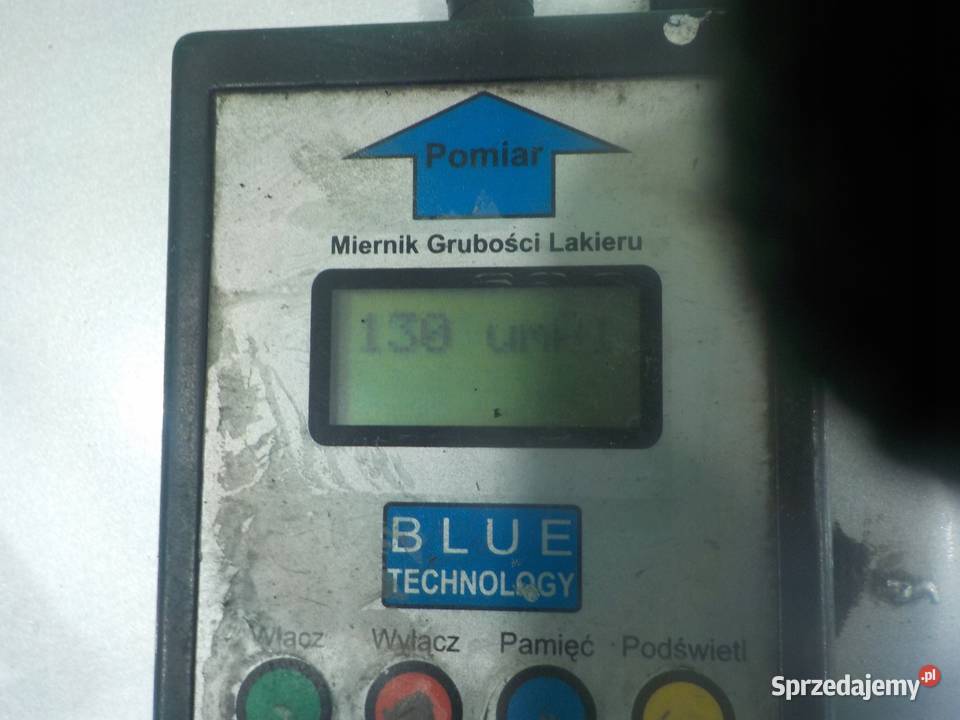 Pomiar
Miernik Grubości Lakieru
130 um
BLUE
TECHNOLOGY
Włącz Wyłącz Pamięć Podświetl
Sprzedajemy.pl